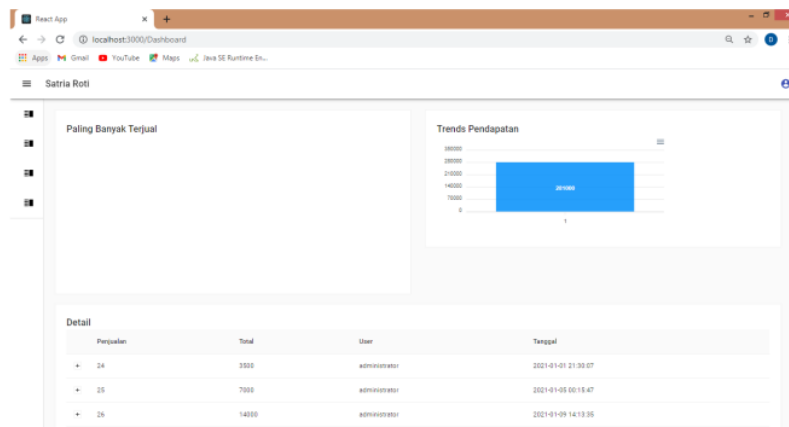 React App
localhost:3000/Dashboard
Apps Gmail YouTube Maps Java SE Runtime En...
Satria Roti
Paling Banyak Terjual
Trends Pendapatan
280000
210000
140000
70000
0
281000
1
Detail
Penjualan Total User Tanggal
24 3500 administrator 2021-01-01 21:30:07
25 7000 administrator 2021-01-05 00:15:47
26 14000 administrator 2021-01-09 14:13:35